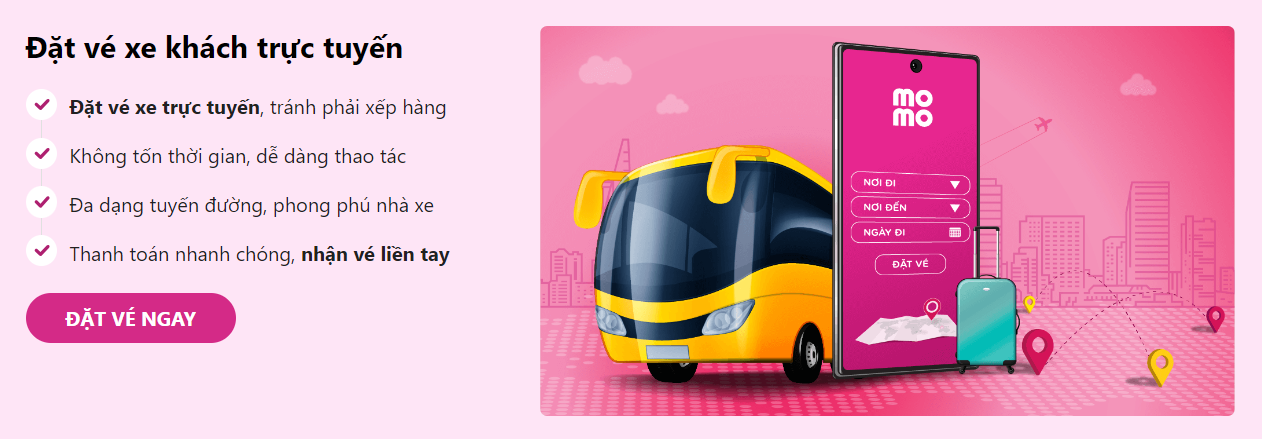 Đặt vé xe khách trực tuyến
Đặt vé xe trực tuyến, tránh phải xếp hàng
Không tốn thời gian, dễ dàng thao tác
Đa dạng tuyến đường, phong phú nhà xe
Thanh toán nhanh chóng, nhận vé liền tay
ĐẶT VÉ NGAY
mo
mo
NƠI ĐI
NƠI ĐẾN
NGÀY ĐI
ĐẶT VÉ